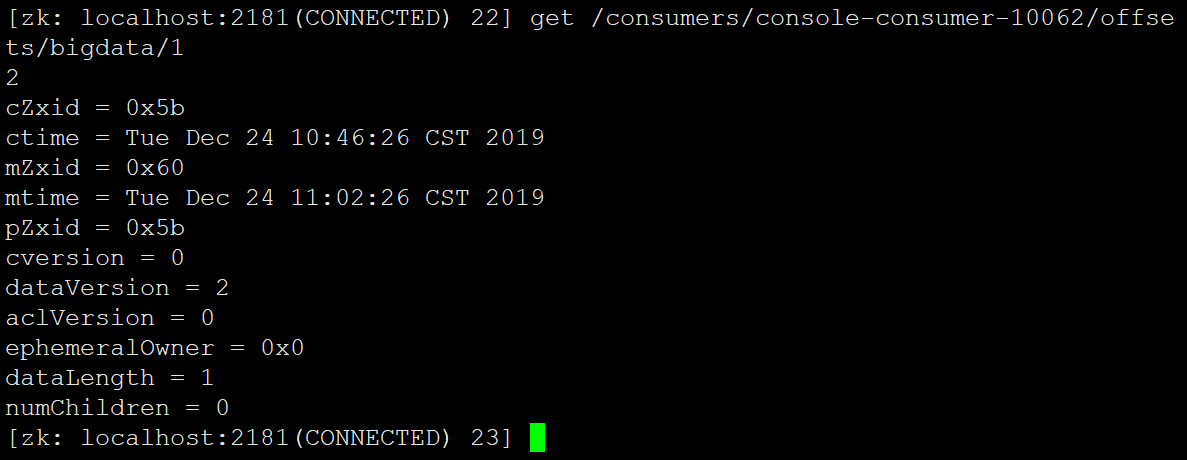 [zk: localhost:2181(CONNECTED) 22] get /consumers/console-consumer-10062/offse
ts/bigdata/1
2
cZxid = 0x5b
ctime = Tue Dec 24 10:46:26 CST 2019
mZxid = 0x60
mtime = Tue Dec 24 11:02:26 CST 2019
pZxid = 0x5b
cversion = 0
dataVersion = 2
aclVersion = 0
ephemeralOwner = 0x0
dataLength = 1
numChildren = 0
[zk: localhost:2181(CONNECTED) 23]